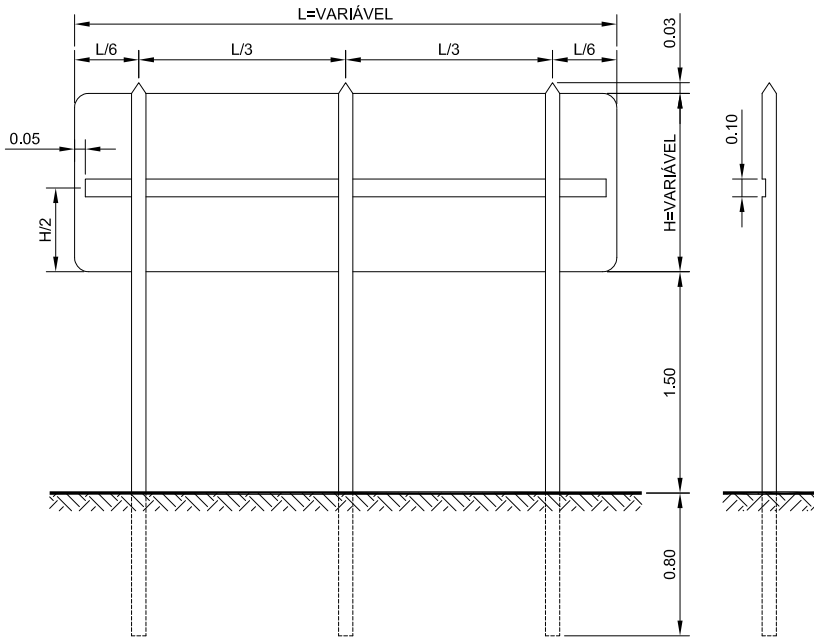 L=VARIÁVEL
L/6
L/3
L/3
L/6
0.03
0.05
0.10
H=VARIÁVEL
H/2
1.50
0.80